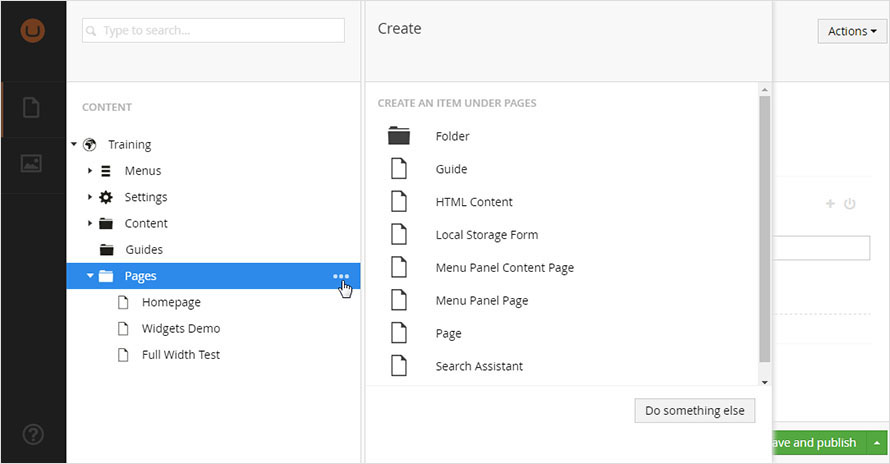 Type to search...
CONTENT
Training
Menus
Settings
Content
Guides
Pages
Homepage
Widgets Demo
Full Width Test
Create
CREATE AN ITEM UNDER PAGES
Folder
Guide
HTML Content
Local Storage Form
Menu Panel Content Page
Menu Panel Page
Page
Search Assistant
Do something else
Actions
ave and publish